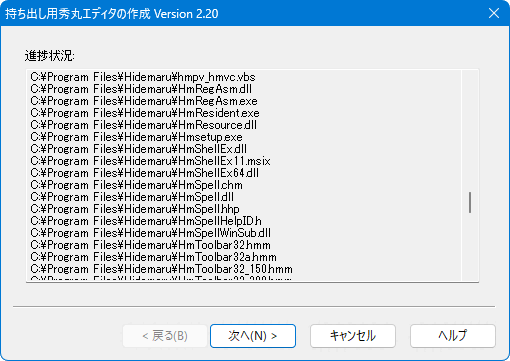 持ち出し用秀丸エディタの作成 Version 2.20
進捗状況:
C:¥Program Files¥Hidemaru¥hmpv_hmvc.vbs
C:¥Program Files¥Hidemaru¥HmRegAsm.dll
C:¥Program Files¥Hidemaru¥HmRegAsm.exe
C:¥Program Files¥Hidemaru¥HmResident.exe
C:¥Program Files¥Hidemaru¥HmResource.dll
C:¥Program Files¥Hidemaru¥Hmsetup.exe
C:¥Program Files¥Hidemaru¥HmShellEx.dll
C:¥Program Files¥Hidemaru¥HmShellEx11.msix
C:¥Program Files¥Hidemaru¥HmShellEx64.dll
C:¥Program Files¥Hidemaru¥HmSpell.chm
C:¥Program Files¥Hidemaru¥HmSpell.dll
C:¥Program Files¥Hidemaru¥HmSpell.hhp
C:¥Program Files¥Hidemaru¥HmSpellHelpID.h
C:¥Program Files¥Hidemaru¥HmSpellWinSub.dll
C:¥Program Files¥Hidemaru¥HmToolbar32.hmm
C:¥Program Files¥Hidemaru¥HmToolbar32a.hmm
C:¥Program Files¥Hidemaru¥HmToolbar32_150.hmm
< 戻る(B)
次へ(N) >
キャンセル
ヘルプ